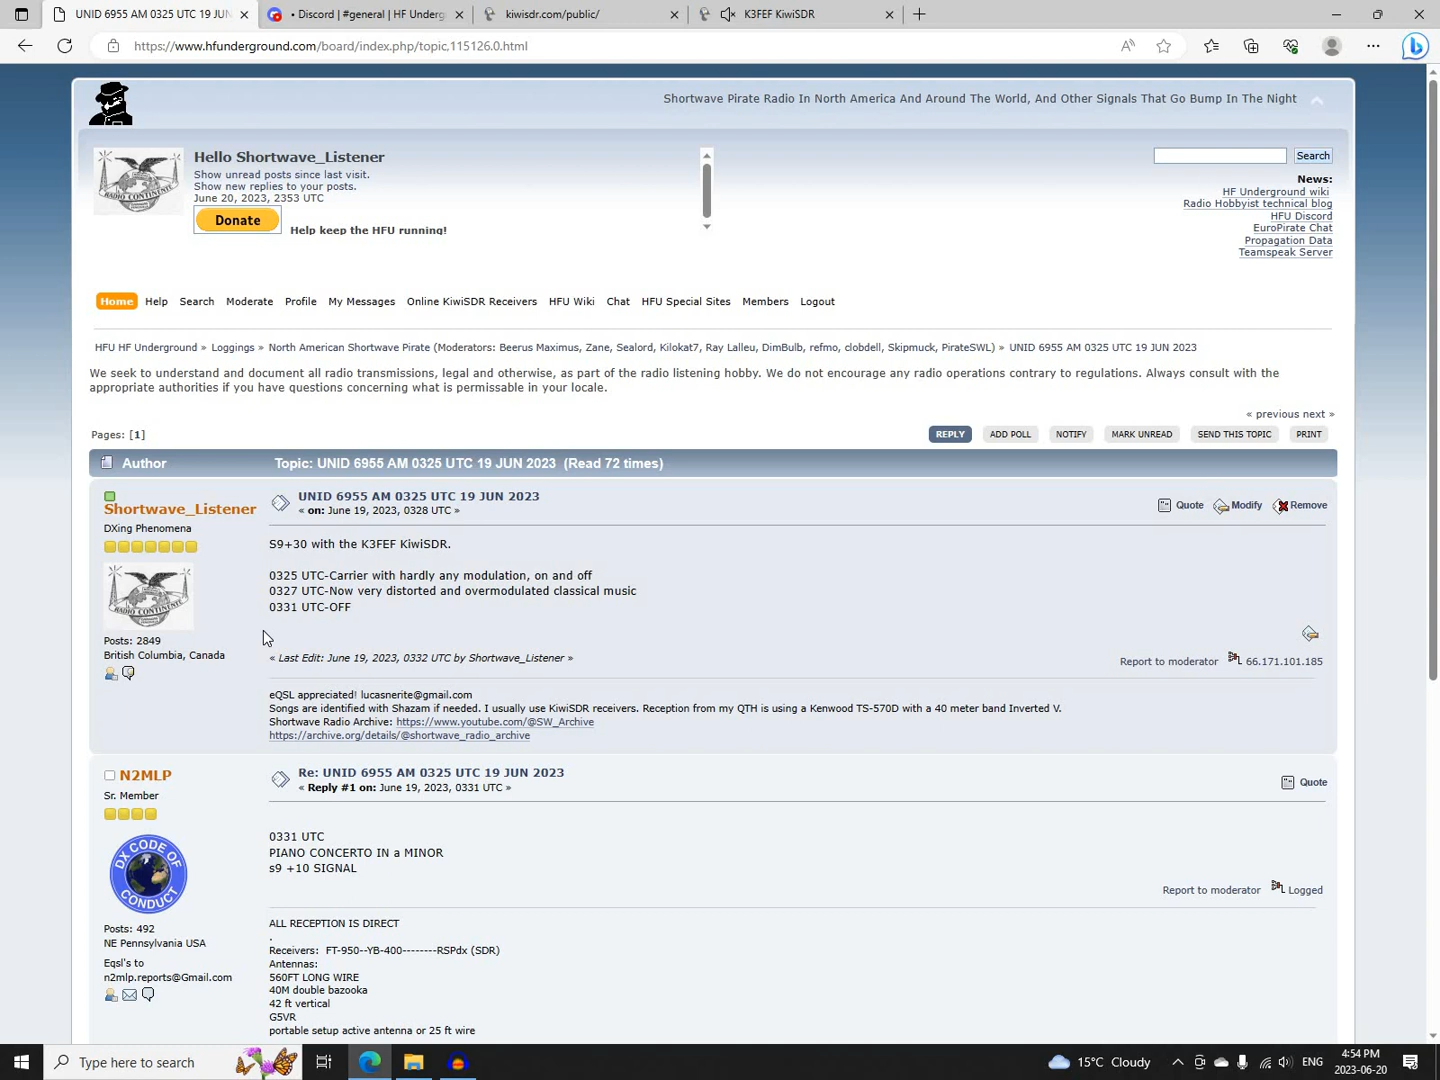 UNID 6955 AM 0325 UTC 19 JUN
• Discord | #general | HF Underg
kiwisdr.com/public/
K3FEF KiwiSDR
https://www.hfunderground.com/board/index.php/topic,115126.0.html
Shortwave Pirate Radio In North America And Around The World, And Other Signals That Go Bump In The Night
Hello Shortwave_Listener
Show unread posts since last visit.
Show new replies to your posts.
June 20, 2023, 2353 UTC
Donate
Help keep the HFU running!
Search
News:
HF Underground wiki
Radio Hobbyist technical blog
HFU Discord
EuroPirate Chat
Propagation Data
Teamspeak Server
Home Help Search Moderate Profile My Messages Online KiwiSDR Receivers HFU Wiki Chat HFU Special Sites Members Logout
HFU HF Underground » Loggings » North American Shortwave Pirate (Moderators: Beerus Maximus, Zane, Sealord, Kilokat7, Ray Lalleu, DimBulb, refmo, clobdell, Skipmuck, PirateSWL) » UNID 6955 AM 0325 UTC 19 JUN 2023
We seek to understand and document all radio transmissions, legal and otherwise, as part of the radio listening hobby. We do not encourage any radio operations contrary to regulations. Always consult with the
appropriate authorities if you have questions concerning what is permissable in your locale.
« previous next »
Pages: [1]
REPLY ADD POLL NOTIFY MARK UNREAD SEND THIS TOPIC PRINT
Author Topic: UNID 6955 AM 0325 UTC 19 JUN 2023 (Read 72 times)
Shortwave_Listener
DXing Phenomena
RADIO CONTINENTE
Posts: 2849
British Columbia, Canada
UNID 6955 AM 0325 UTC 19 JUN 2023
« on: June 19, 2023, 0328 UTC »
Quote Modify Remove
S9+30 with the K3FEF KiwiSDR.
0325 UTC-Carrier with hardly any modulation, on and off
0327 UTC-Now very distorted and overmodulated classical music
0331 UTC-OFF
« Last Edit: June 19, 2023, 0332 UTC by Shortwave_Listener »
Report to moderator 66.171.101.185
eQSL appreciated! lucasnerite@gmail.com
Songs are identified with Shazam if needed. I usually use KiwiSDR receivers. Reception from my QTH is using a Kenwood TS-570D with a 40 meter band Inverted V.
Shortwave Radio Archive: https://www.youtube.com/@SW_Archive
https://archive.org/details/@shortwave_radio_archive
N2MLP
Sr. Member
DX CODE OF CONDUCT
Posts: 492
NE Pennsylvania USA
Eqsl's to
n2mlp.reports@Gmail.com
Re: UNID 6955 AM 0325 UTC 19 JUN 2023
« Reply #1 on: June 19, 2023, 0331 UTC »
Quote
0331 UTC
PIANO CONCERTO IN a MINOR
s9 +10 SIGNAL
Report to moderator Logged
ALL RECEPTION IS DIRECT
.
Receivers: FT-950--YB-400--------RSPdx (SDR)
Antennas:
560FT LONG WIRE
40M double bazooka
42 ft vertical
G5VR
portable setup active antenna or 25 ft wire
Type here to search
15°C Cloudy
ENG
4:54 PM
2023-06-20